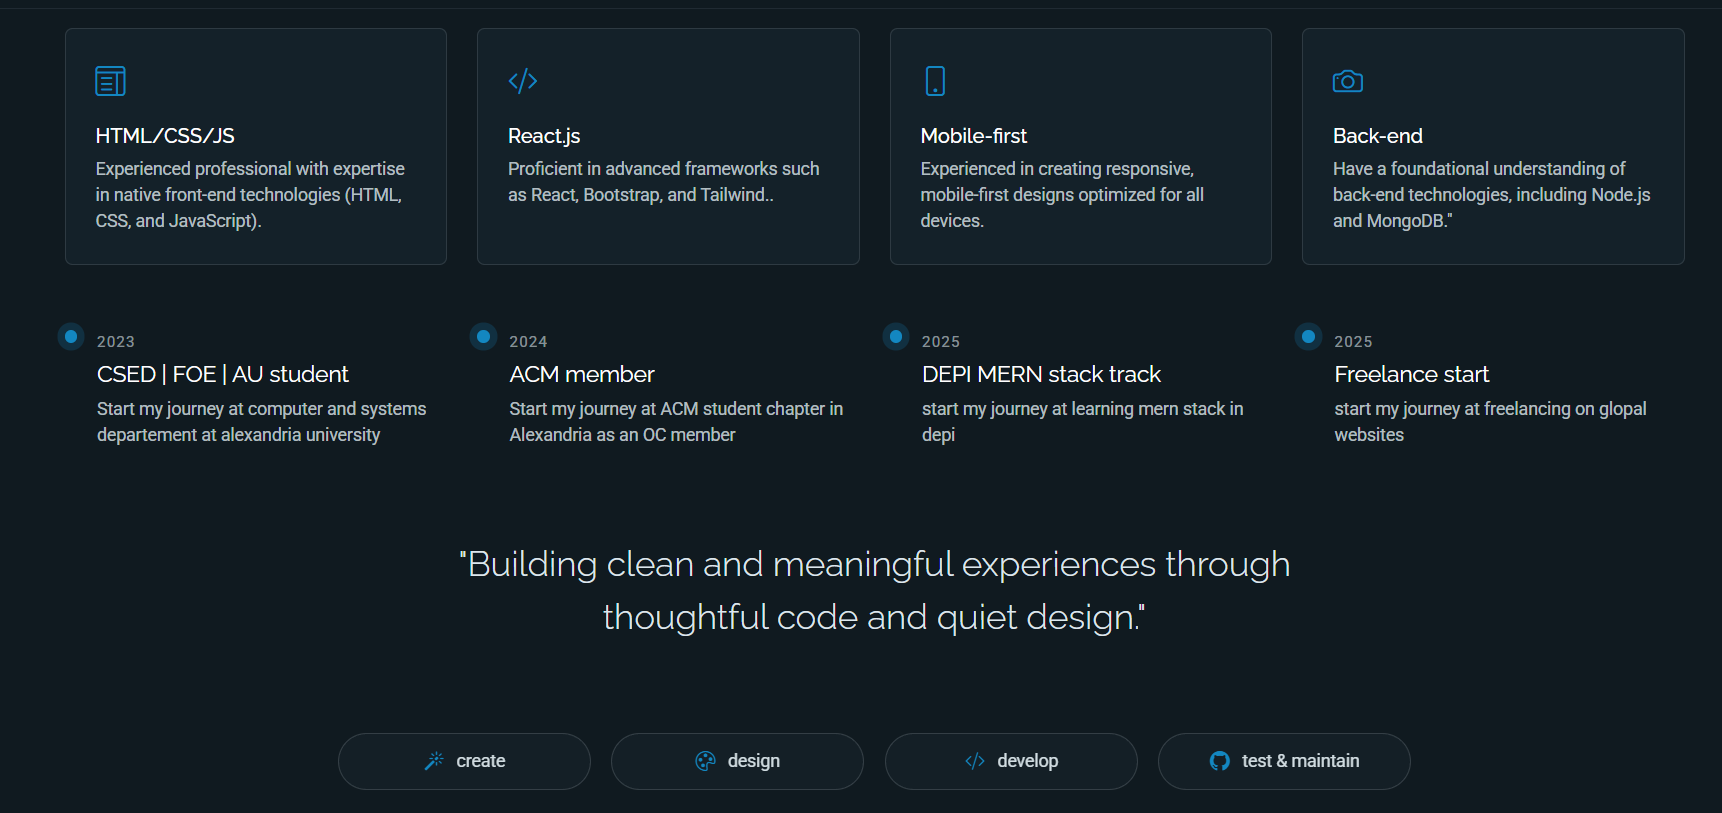 HTML/CSS/JS
Experienced professional with expertise
in native front-end technologies (HTML,
CSS, and JavaScript).
React.js
Proficient in advanced frameworks such
as React, Bootstrap, and Tailwind..
Mobile-first
Experienced in creating responsive,
mobile-first designs optimized for all
devices.
Back-end
Have a foundational understanding of
back-end technologies, including Node.js
and MongoDB."
2023
CSED | FOE | AU student
Start my journey at computer and systems
departement at alexandria university
2024
ACM member
Start my journey at ACM student chapter in
Alexandria as an OC member
2025
DEPI MERN stack track
start my journey at learning mern stack in
depi
2025
Freelance start
start my journey at freelancing on glopal
websites
"Building clean and meaningful experiences through
thoughtful code and quiet design."
create
design
develop
test & maintain